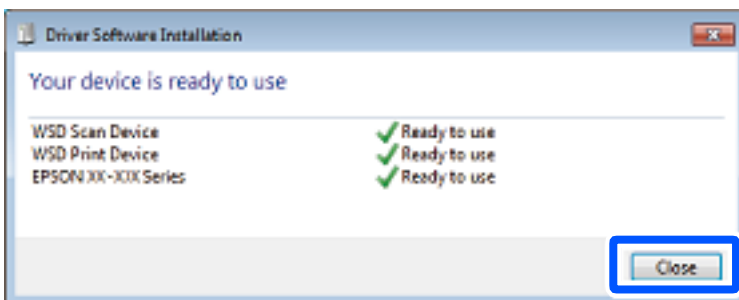 Driver Software Installation
Your device is ready to use
WSD Scan Device Ready to use
WSD Print Device Ready to use
EPSON XX-XXX Series Ready to use
Close